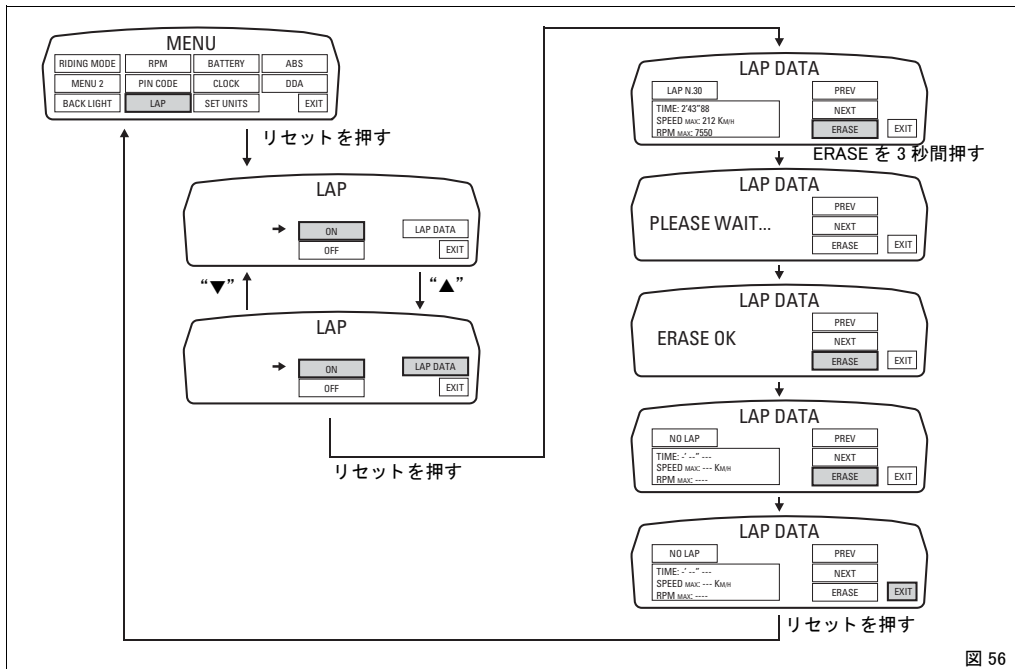 MENU
RIDING MODE RPM BATTERY ABS
MENU 2 PIN CODE CLOCK DDA
BACK LIGHT LAP SET UNITS EXIT
リセットを押す
LAP
ON LAP DATA
OFF EXIT
“▼” “▲”
LAP
ON LAP DATA
OFF EXIT
リセットを押す
LAP DATA
LAP N.30 PREV
TIME: 2'43"88 NEXT
SPEED MAX: 212 KM/H
RPM MAX: 7550 ERASE EXIT
ERASE を 3 秒間押す
LAP DATA
PREV
PLEASE WAIT... NEXT
ERASE EXIT
LAP DATA
PREV
ERASE OK NEXT
ERASE EXIT
LAP DATA
NO LAP PREV
TIME: -' --" --- NEXT
SPEED MAX: --- KM/H
RPM MAX: ---- ERASE EXIT
LAP DATA
NO LAP PREV
TIME: -' --" --- NEXT
SPEED MAX: --- KM/H
RPM MAX: ---- ERASE EXIT
リセットを押す
図 56